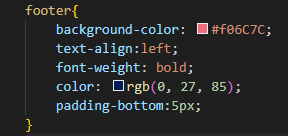 footer{
background-color: #f06C7C;
text-align:left;
font-weight: bold;
color: rgb(0, 27, 85);
padding-bottom:5px;
}